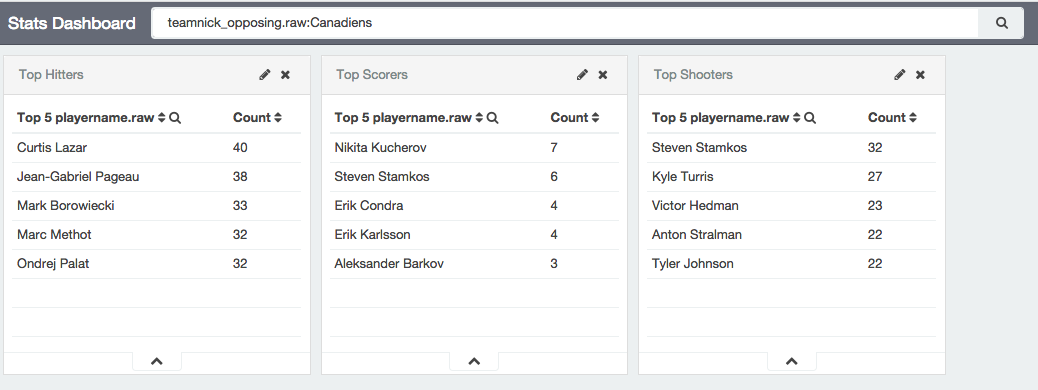 Stats Dashboard
teamnick_opposing.raw:Canadiens
Top Hitters
Top 5 playername.raw Count
Curtis Lazar 40
Jean-Gabriel Pageau 38
Mark Borowiecki 33
Marc Methot 32
Ondrej Palat 32
Top Scorers
Top 5 playername.raw Count
Nikita Kucherov 7
Steven Stamkos 6
Erik Condra 4
Erik Karlsson 4
Aleksander Barkov 3
Top Shooters
Top 5 playername.raw Count
Steven Stamkos 32
Kyle Turris 27
Victor Hedman 23
Anton Stralman 22
Tyler Johnson 22